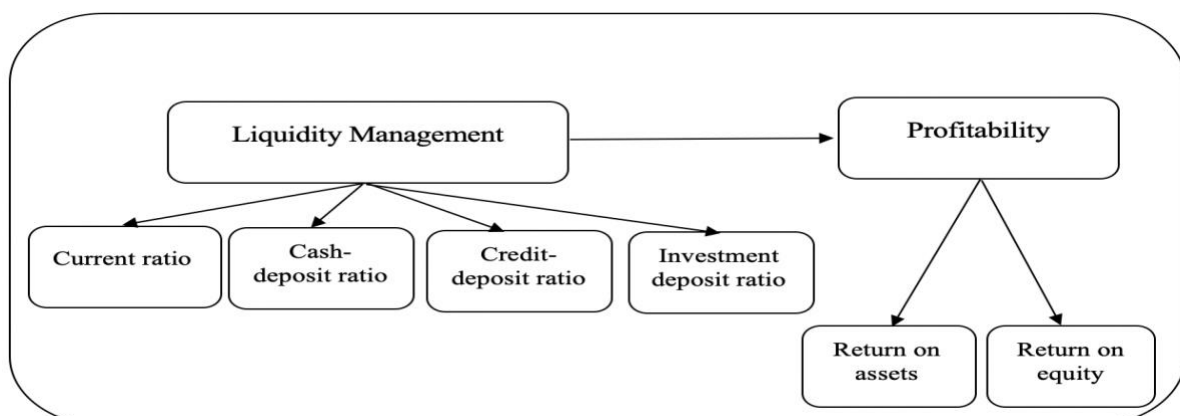 Liquidity Management
Profitability
Current ratio
Cash-
deposit ratio
Credit-
deposit ratio
Investment
deposit ratio
Return on
assets
Return on
equity